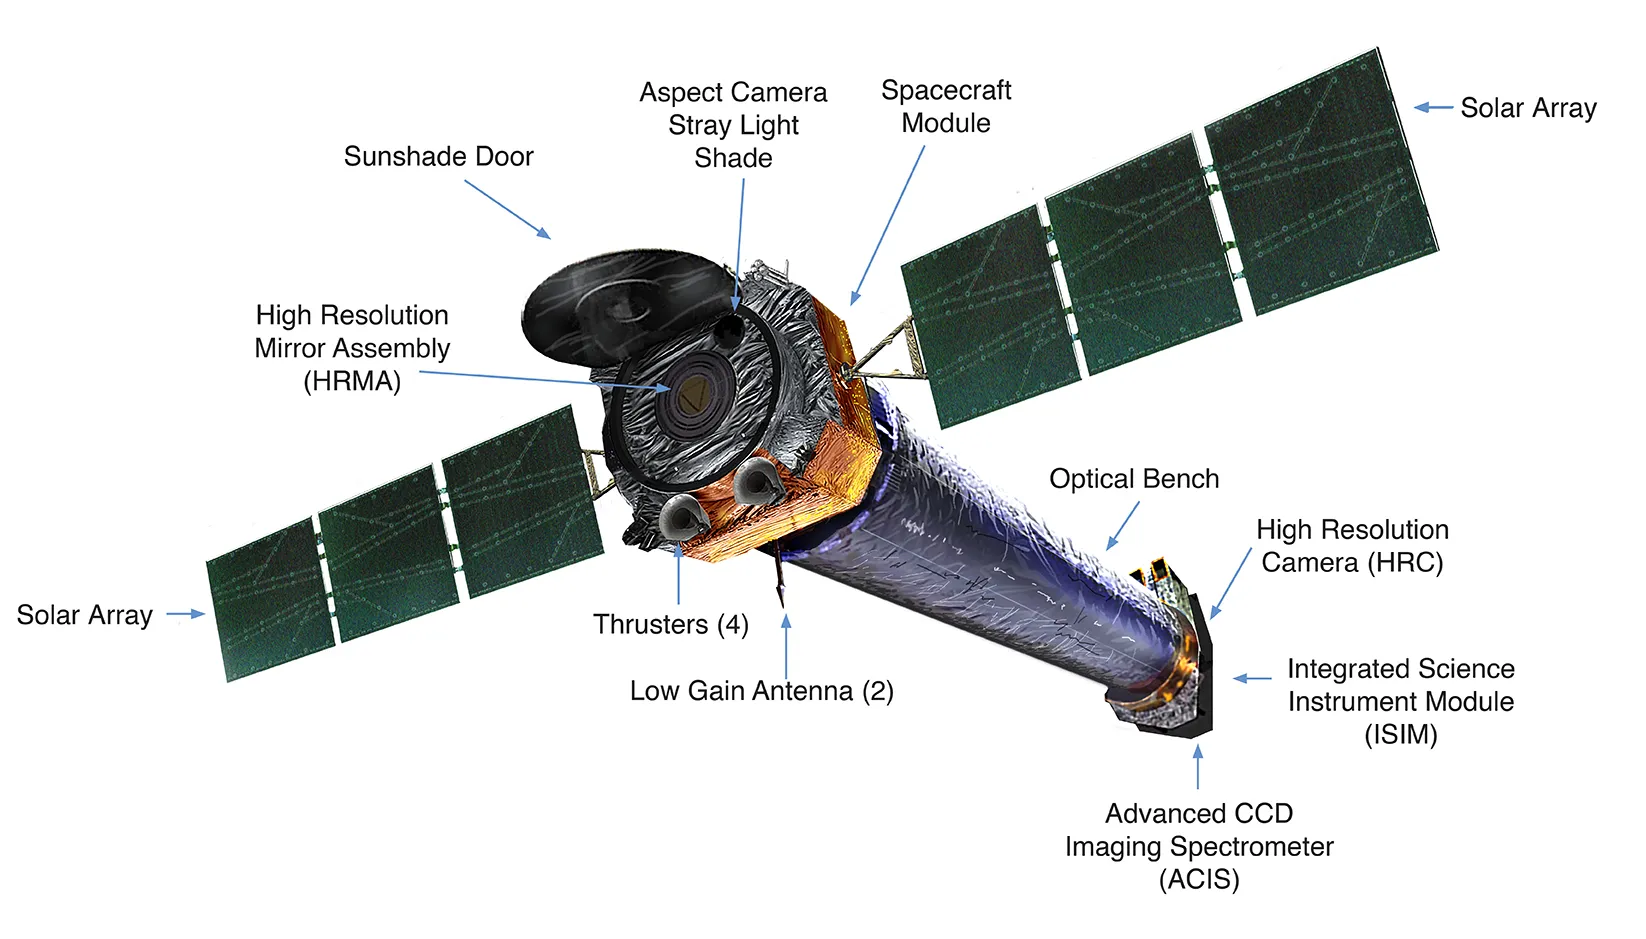 Aspect Camera
Stray Light
Shade
Spacecraft
Module
Solar Array
Sunshade Door
High Resolution
Mirror Assembly
(HRMA)
Optical Bench
High Resolution
Camera (HRC)
Solar Array
Thrusters (4)
Low Gain Antenna (2)
Integrated Science
Instrument Module
(ISIM)
Advanced CCD
Imaging Spectrometer
(ACIS)